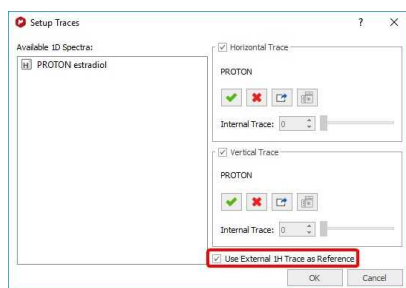 Setup Traces ? X
Available 1D Spectra:
H PROTON estradiol
Horizontal Trace
PROTON
Internal Trace: 0
Vertical Trace
PROTON
Internal Trace: 0
Use External 1H Trace as Reference
OK Cancel